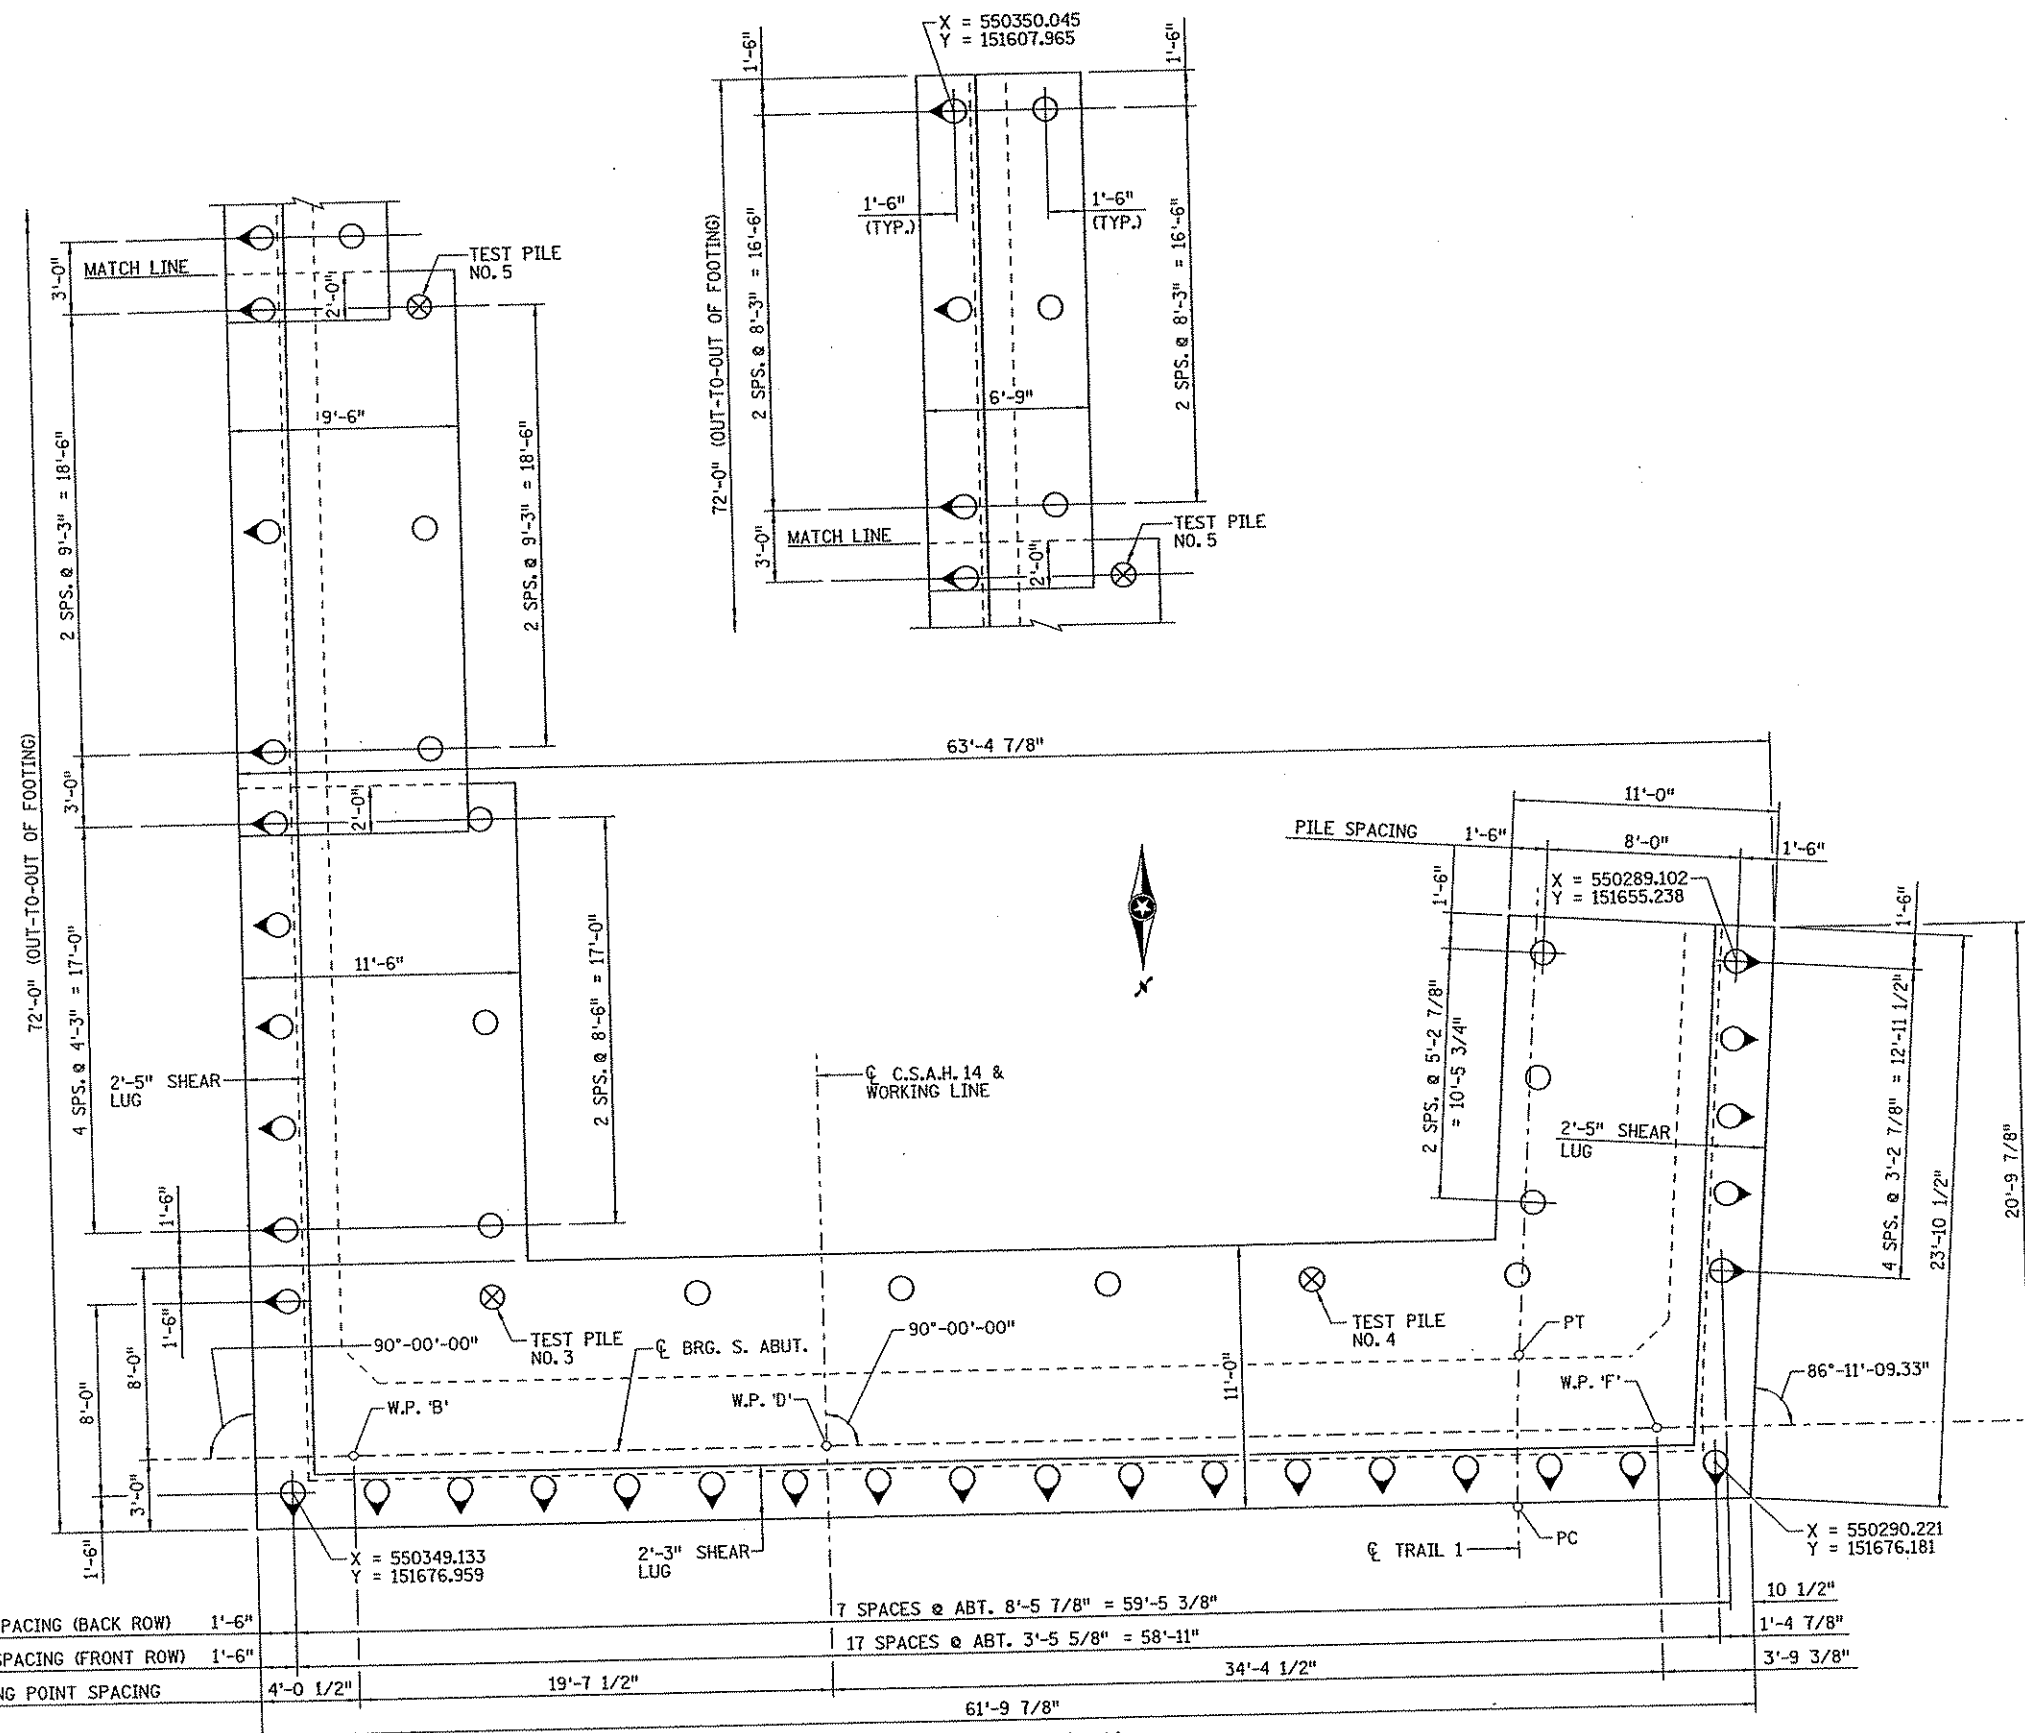 X = 550350.045
Y = 151607.965
1'-6"
1'-6"
72'-0" (OUT-TO-OUT OF FOOTING)
2 SPS. @ 8'-3" = 16'-6"
1'-6"
(TYP.)
1'-6"
(TYP.)
2 SPS. @ 8'-3" = 16'-6"
6'-9"
3'-0"
MATCH LINE
2'-0"
TEST PILE
NO. 5
3'-0"
MATCH LINE
2'-0"
TEST PILE
NO. 5
9'-6"
2 SPS. @ 9'-3" = 18'-6"
2 SPS. @ 9'-3" = 18'-6"
72'-0" (OUT-TO-OUT OF FOOTING)
63'-4 7/8"
3'-0"
2'-0"
11'-0"
PILE SPACING
1'-6"
8'-0"
1'-6"
1'-6"
X = 550289.102
Y = 151655.238
1'-6"
4 SPS. @ 4'-3" = 17'-0"
11'-6"
2 SPS. @ 8'-6" = 17'-0"
2 SPS. @ 5'-2 7/8"
= 10'-5 3/4"
4 SPS. @ 3'-2 7/8" = 12'-11 1/2"
23'-10 1/2"
20'-9 7/8"
2'-5" SHEAR
LUG
℄ C.S.A.H. 14 &
WORKING LINE
2'-5" SHEAR
LUG
1'-6"
1'-6"
8'-0"
8'-0"
3'-0"
1'-6"
90°-00'-00"
TEST PILE
NO. 3
℄ BRG. S. ABUT.
90°-00'-00"
11'-0"
TEST PILE
NO. 4
PT
86°-11'-09.33"
W.P. 'B'
W.P. 'D'
W.P. 'F'
X = 550349.133
Y = 151676.959
2'-3" SHEAR
LUG
℄ TRAIL 1
PC
X = 550290.221
Y = 151676.181
PACING (BACK ROW) 1'-6" 7 SPACES @ ABT. 8'-5 7/8" = 59'-5 3/8" 10 1/2"
SPACING (FRONT ROW) 1'-6" 17 SPACES @ ABT. 3'-5 5/8" = 58'-11" 1'-4 7/8"
NG POINT SPACING 4'-0 1/2" 19'-7 1/2" 34'-4 1/2" 3'-9 3/8"
61'-9 7/8"